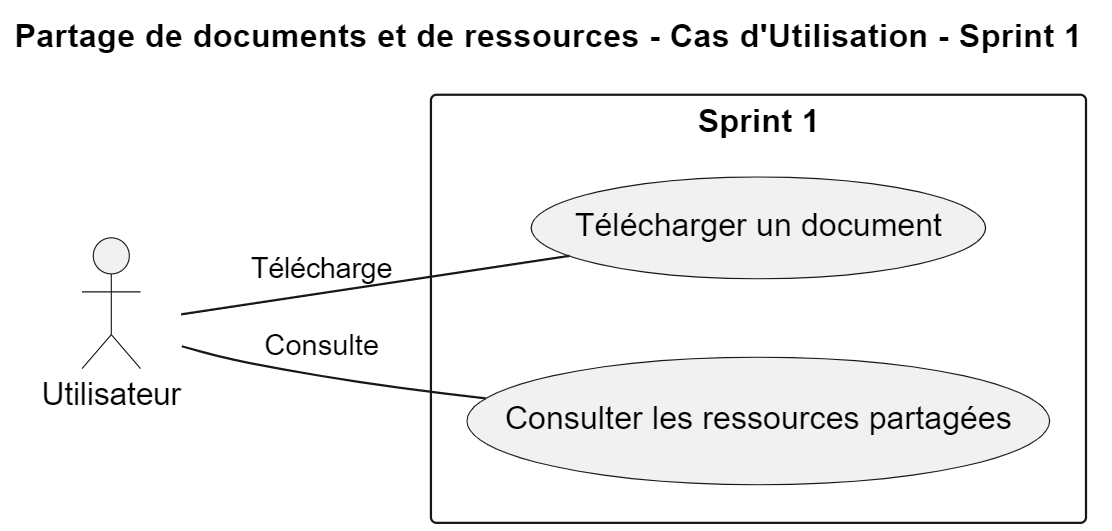 Partage de documents et de ressources - Cas d'Utilisation - Sprint 1
Sprint 1
Télécharger un document
Télécharge
Consulte
Utilisateur
Consulter les ressources partagées